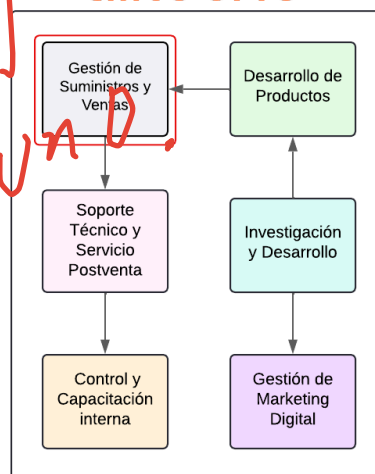 Gestión de
Suministros y
Ventas
Desarrollo de
Productos
Soporte
Técnico y
Servicio
Postventa
Investigación
y Desarrollo
Control y
Capacitación
interna
Gestión de
Marketing
Digital